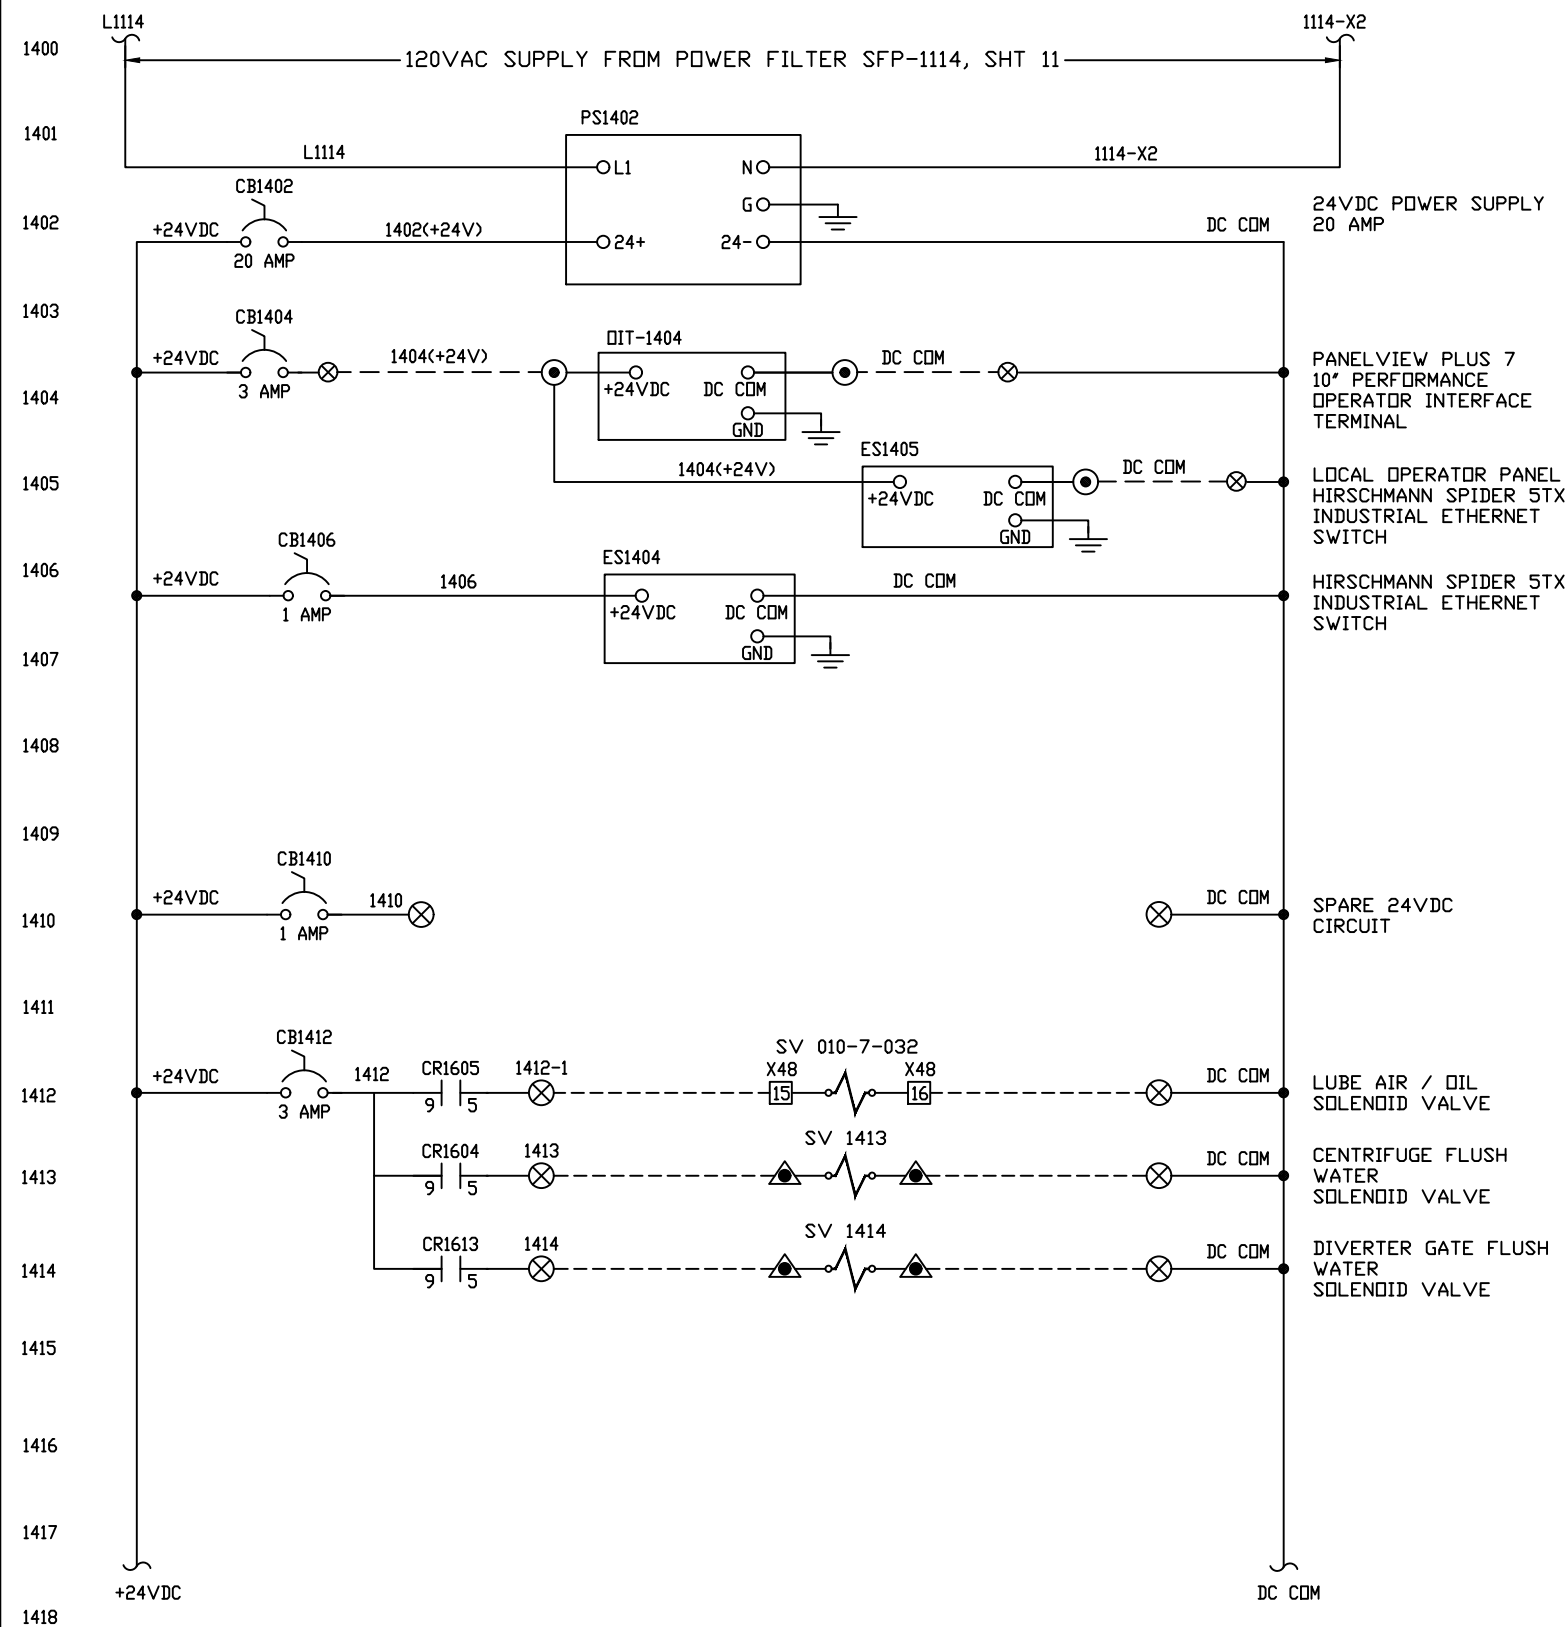 L1114
1114-X2
1400
120VAC SUPPLY FROM POWER FILTER SFP-1114, SHT 11
PS1402
1401
L1114
L1
N
1114-X2
CB1402
G
24VDC POWER SUPPLY
20 AMP
1402
+24VDC
1402(+24V)
24+
24-
DC COM
20 AMP
1403
CB1404
OIT-1404
+24VDC
1404(+24V)
DC COM
PANELVIEW PLUS 7
10" PERFORMANCE
OPERATOR INTERFACE
TERMINAL
3 AMP
+24VDC
DC COM
1404
GND
ES1405
1404(+24V)
DC COM
1405
LOCAL OPERATOR PANEL
HIRSCHMANN SPIDER 5TX
INDUSTRIAL ETHERNET
SWITCH
+24VDC
DC COM
GND
CB1406
ES1404
1406
+24VDC
1406
DC COM
HIRSCHMANN SPIDER 5TX
INDUSTRIAL ETHERNET
SWITCH
1 AMP
+24VDC
DC COM
GND
1407
1408
1409
CB1410
+24VDC
1410
DC COM
SPARE 24VDC
CIRCUIT
1410
1 AMP
1411
CB1412
SV 010-7-032
+24VDC
1412
CR1605
1412-1
X48
X48
DC COM
1412
3 AMP
9
5
15
16
LUBE AIR / OIL
SOLENOID VALVE
SV 1413
CR1604
1413
DC COM
CENTRIFUGE FLUSH
WATER
SOLENOID VALVE
1413
9
5
SV 1414
CR1613
1414
DC COM
DIVERTER GATE FLUSH
WATER
SOLENOID VALVE
1414
9
5
1415
1416
1417
+24VDC
DC COM
1418